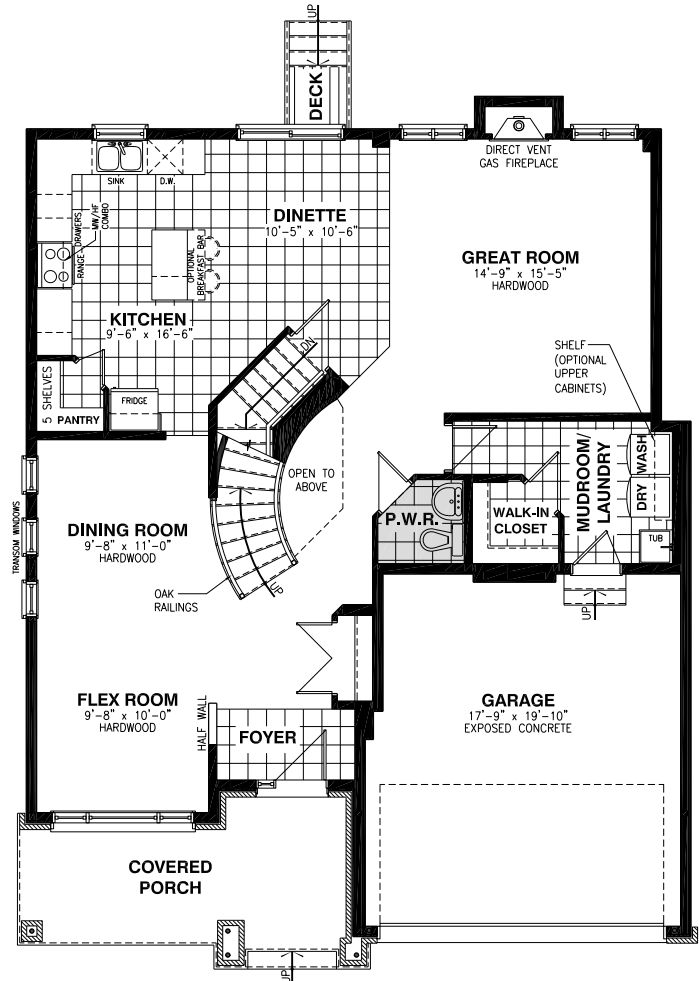 UP
DECK
DIRECT VENT
GAS FIREPLACE
SINK
D.W.
DINETTE
10'-5" x 10'-6"
RANGE
DRAWERS
MW/HF
COMBO
OPTIONAL
BREAKFAST BAR
GREAT ROOM
14'-9" x 15'-5"
HARDWOOD
KITCHEN
9'-6" x 16'-6"
DN
SHELF
(OPTIONAL
UPPER
CABINETS)
5 SHELVES
FRIDGE
PANTRY
OPEN TO
ABOVE
MUDROOM/
LAUNDRY
WASH
DRY
TUB
WALK-IN
CLOSET
P.W.R.
TRANSOM WINDOWS
DINING ROOM
9'-8" x 11'-0"
HARDWOOD
OAK
RAILINGS
UP
UP
FLEX ROOM
9'-8" x 10'-0"
HARDWOOD
HALF WALL
FOYER
GARAGE
17'-9" x 19'-10"
EXPOSED CONCRETE
COVERED
PORCH
UP